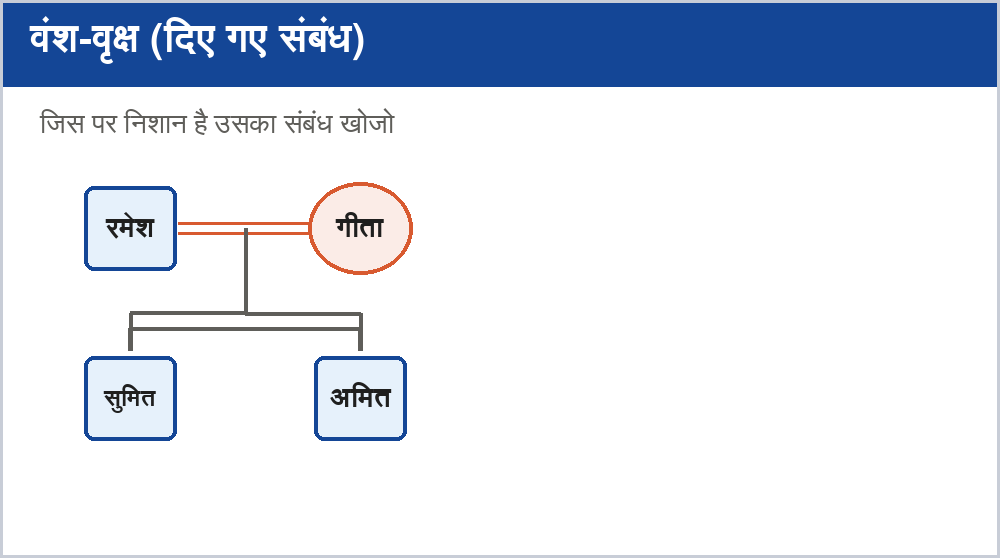 वंश-वृक्ष (दिए गए संबंध)
जिस पर निशान है उसका संबंध खोजो
रमेश
गीता
सुमित
अमित